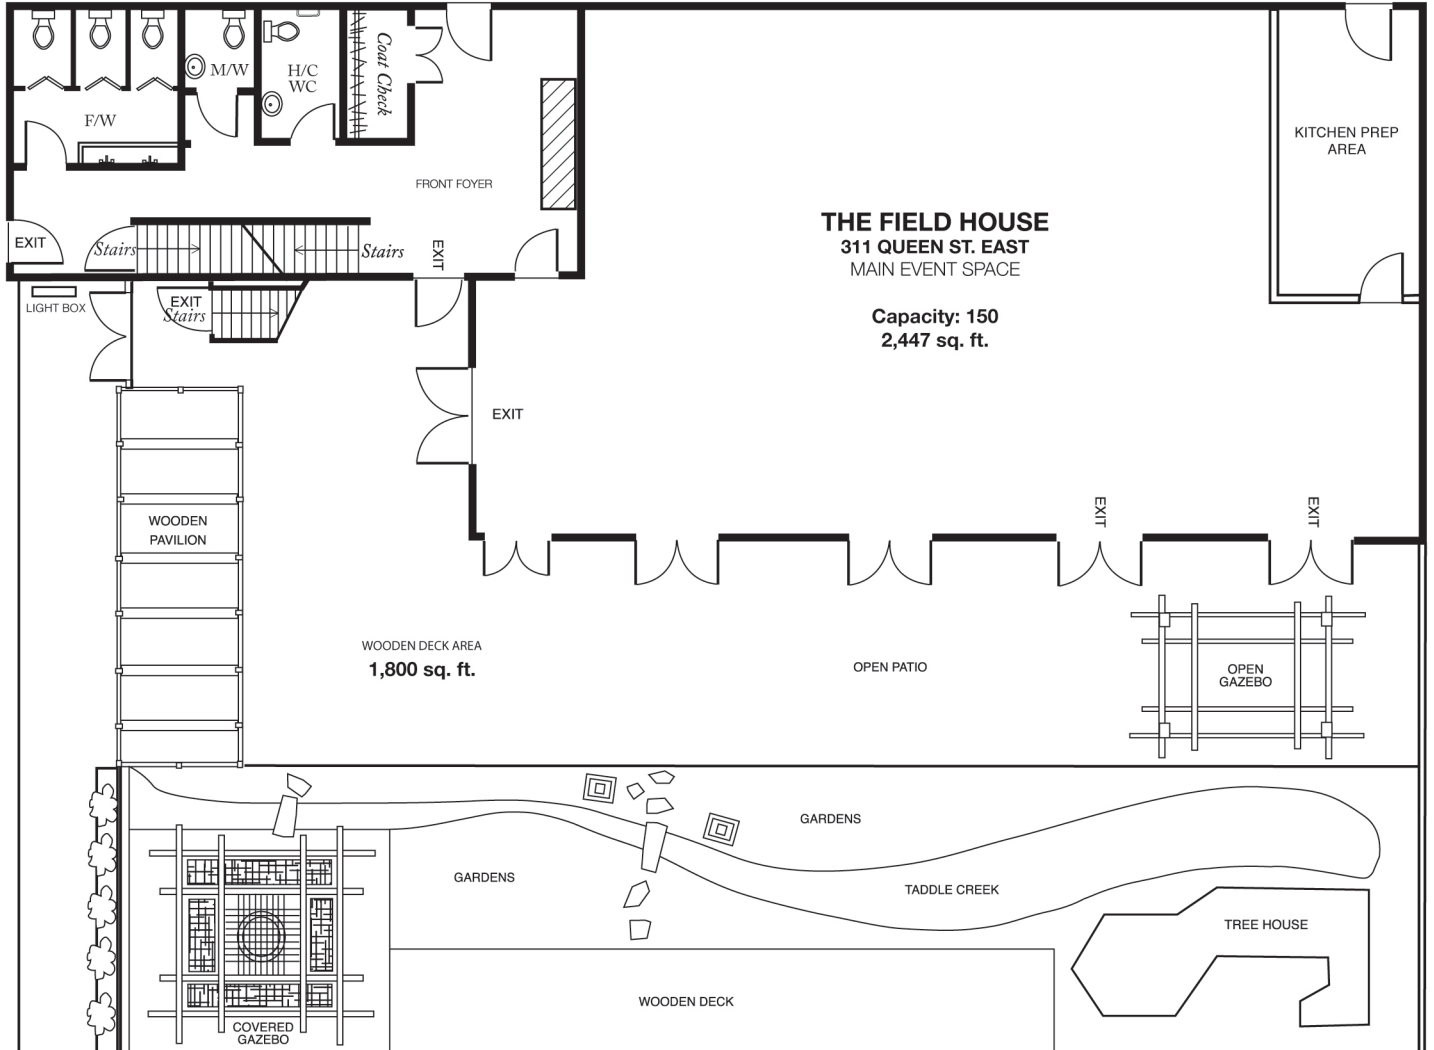 M/W
H/C
WC
Coat Check
F/W
FRONT FOYER
KITCHEN PREP
AREA
THE FIELD HOUSE
311 QUEEN ST. EAST
MAIN EVENT SPACE
Capacity: 150
2,447 sq. ft.
EXIT
Stairs
Stairs
EXIT
LIGHT BOX
EXIT
Stairs
EXIT
EXIT
EXIT
WOODEN
PAVILION
WOODEN DECK AREA
1,800 sq. ft.
OPEN PATIO
OPEN
GAZEBO
GARDENS
GARDENS
TADDLE CREEK
TREE HOUSE
WOODEN DECK
COVERED
GAZEBO